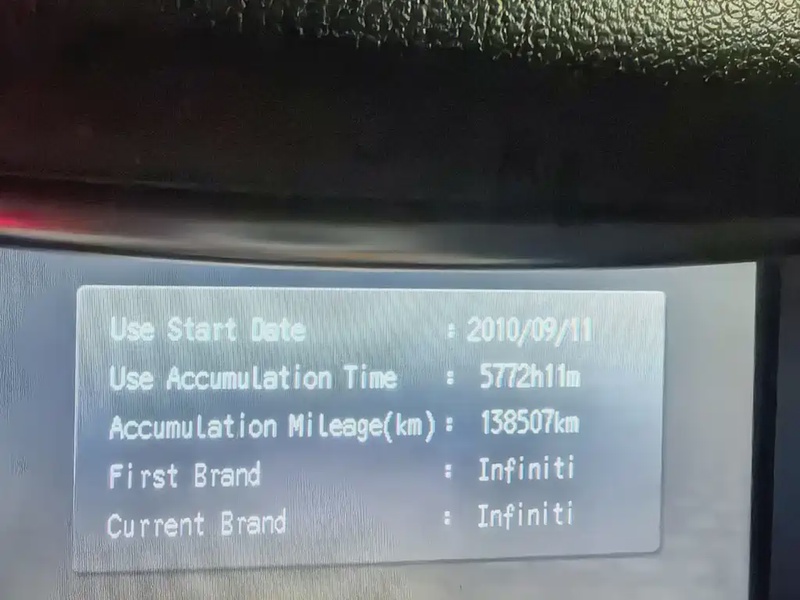 Use Start Date : 2010/09/11
Use Accumulation Time : 5772h11m
Accumulation Mileage(km) : 138507km
First Brand : Infiniti
Current Brand : Infiniti